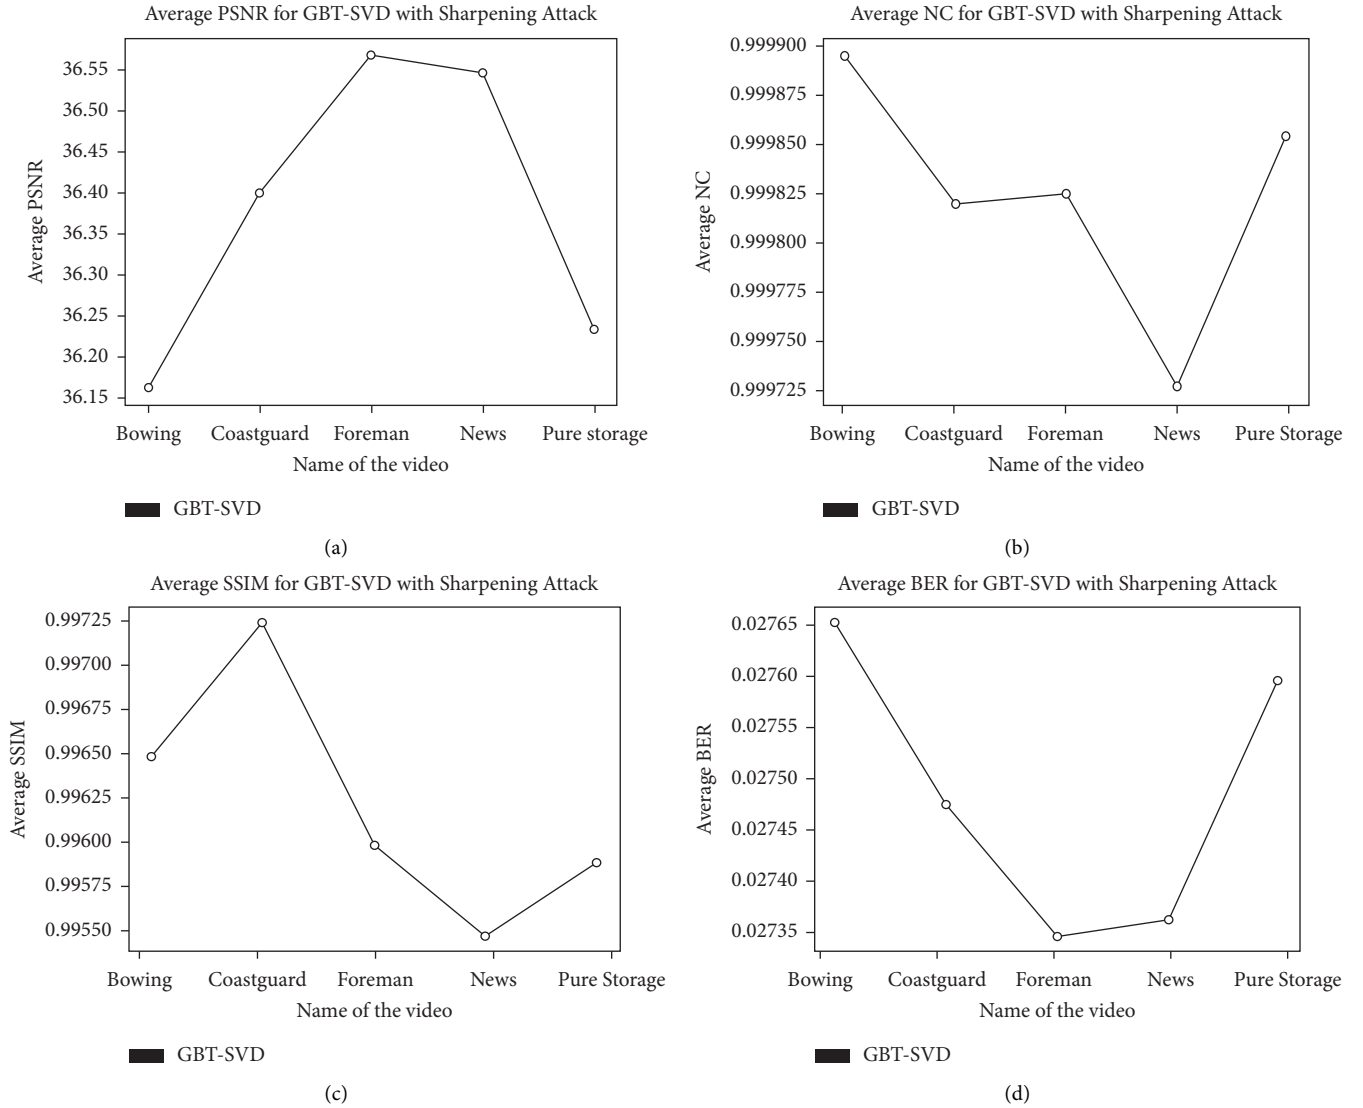 Average PSNR for GBT-SVD with Sharpening Attack
36.55
36.50
36.45
36.40
36.35
36.30
36.25
36.20
36.15
Average PSNR
Bowing Coastguard Foreman News Pure storage
Name of the video
GBT-SVD
(a)
Average NC for GBT-SVD with Sharpening Attack
0.999900
0.999875
0.999850
0.999825
0.999800
0.999775
0.999750
0.999725
Average NC
Bowing Coastguard Foreman News Pure Storage
Name of the video
GBT-SVD
(b)
Average SSIM for GBT-SVD with Sharpening Attack
0.99725
0.99700
0.99675
0.99650
0.99625
0.99600
0.99575
0.99550
Average SSIM
Bowing Coastguard Foreman News Pure Storage
Name of the video
GBT-SVD
(c)
Average BER for GBT-SVD with Sharpening Attack
0.02765
0.02760
0.02755
0.02750
0.02745
0.02740
0.02735
Average BER
Bowing Coastguard Foreman News Pure Storage
Name of the video
GBT-SVD
(d)